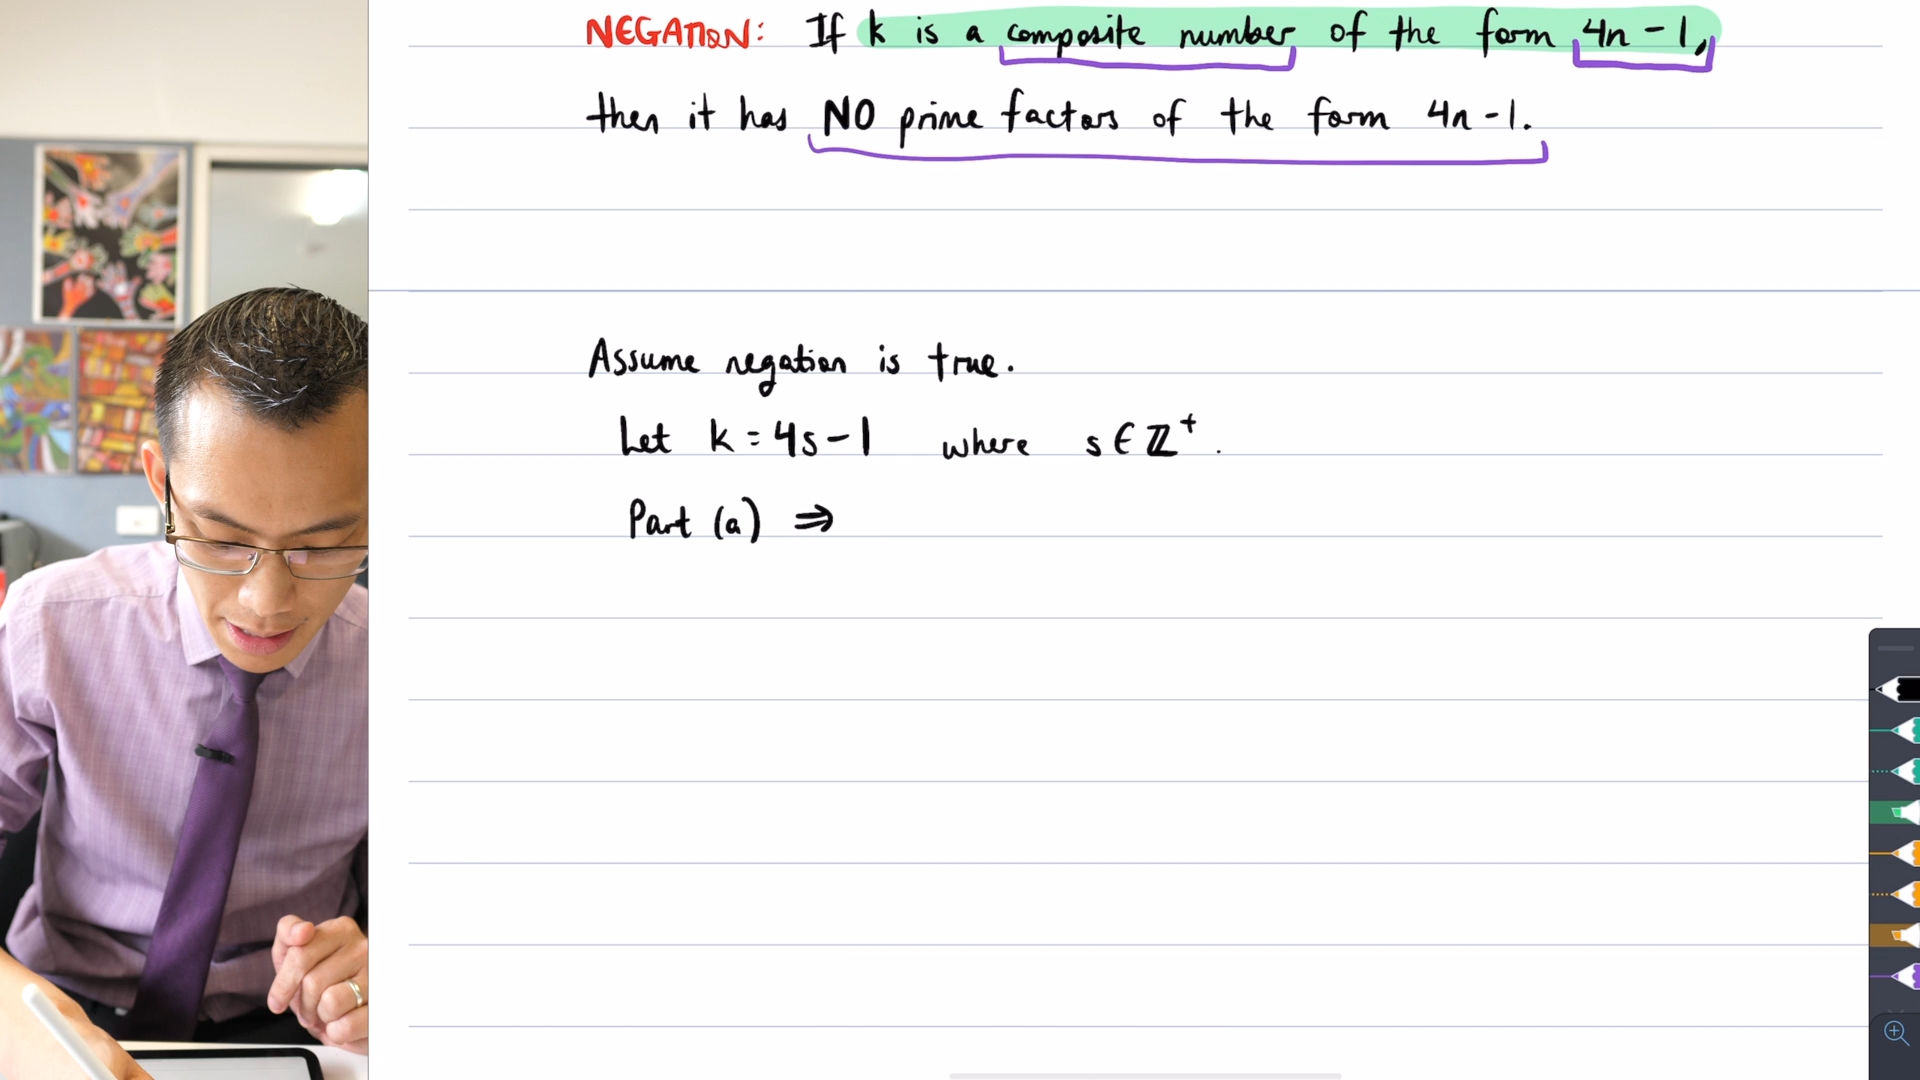 NEGATION: If k is a composite number of the form 4n - 1,
then it has NO prime factors of the form 4n - 1.
Assume negation is true.
Let k = 4s - 1 where s ∈ ℤ⁺.
Part (a) ⇒